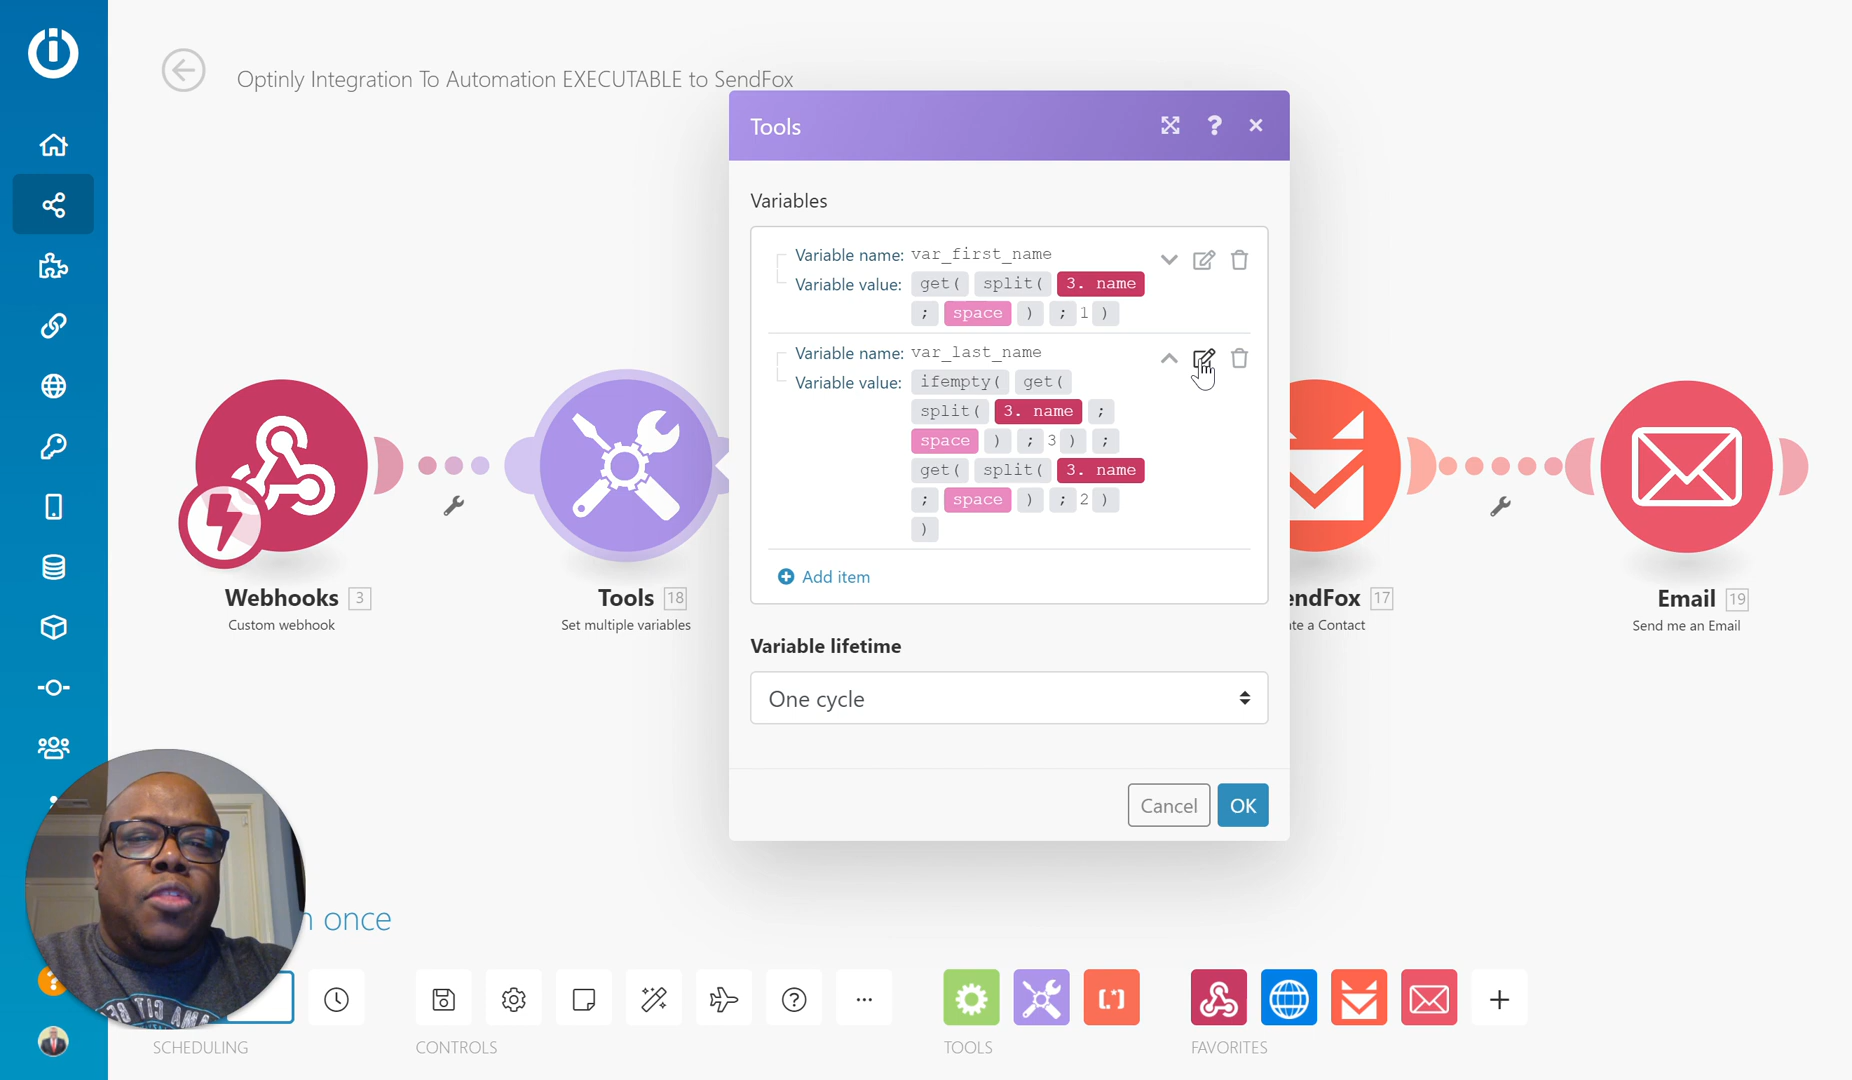 Optinly Integration To Automation EXECUTABLE to SendFox
Tools
?
Variables
Variable name: var_first_name
Variable value: get( split( 3. name
; space ) ; 1 )
Variable name: var_last_name
Variable value: ifempty( get(
split( 3. name ;
space ) ; 3 ) ;
get( split( 3. name
; space ) ; 2 )
)
Add item
Variable lifetime
One cycle
Cancel OK
Webhooks 3
Custom webhook
Tools 18
Set multiple variables
endFox 17
te a Contact
Email 19
Send me an Email
once
SCHEDULING
CONTROLS
TOOLS
FAVORITES